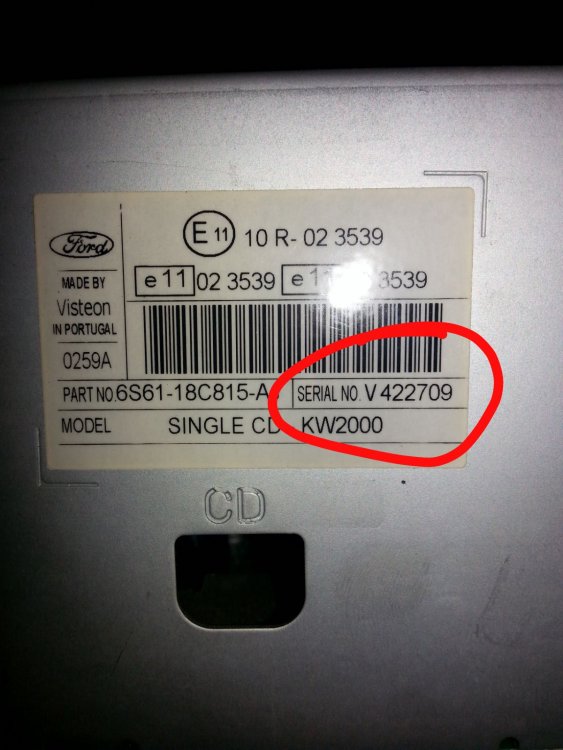 Ford
E 11 10 R- 02 3539
MADE BY
Visteon
IN PORTUGAL
e 11 02 3539 e 3539
0259A
PART NO. 6S61-18C815-A SERIAL NO. V 422709
MODEL SINGLE CD KW2000
CD